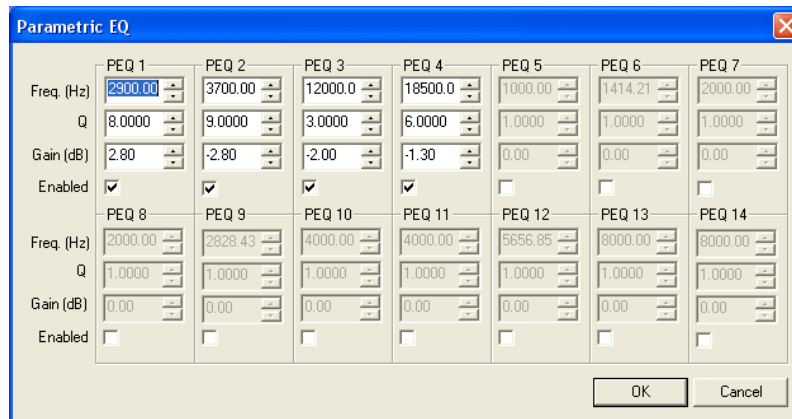 Parametric EQ
PEQ 1 PEQ 2 PEQ 3 PEQ 4 PEQ 5 PEQ 6 PEQ 7
Freq. (Hz) 2900.00 3700.00 12000.0 18500.0 1000.00 1414.21 2000.00
Q 8.0000 9.0000 3.0000 6.0000 1.0000 1.0000 1.0000
Gain (dB) 2.80 -2.80 -2.00 -1.30 0.00 0.00 0.00
Enabled
PEQ 8 PEQ 9 PEQ 10 PEQ 11 PEQ 12 PEQ 13 PEQ 14
Freq. (Hz) 2000.00 2828.43 4000.00 4000.00 5656.85 8000.00 8000.00
Q 1.0000 1.0000 1.0000 1.0000 1.0000 1.0000 1.0000
Gain (dB) 0.00 0.00 0.00 0.00 0.00 0.00 0.00
Enabled
OK Cancel